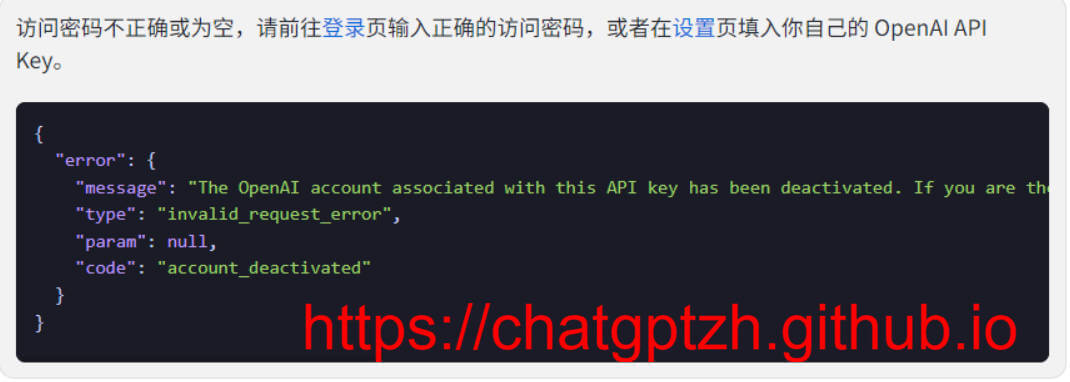 访问密码不正确或为空，请前往登录页输入正确的访问密码，或者在设置页填入你自己的 OpenAI API
Key。
{
"error": {
"message": "The OpenAI account associated with this API key has been deactivated. If you are
"type": "invalid_request_error",
"param": null,
"code": "account_deactivated"
}
}
https://chatgptzh.github.io